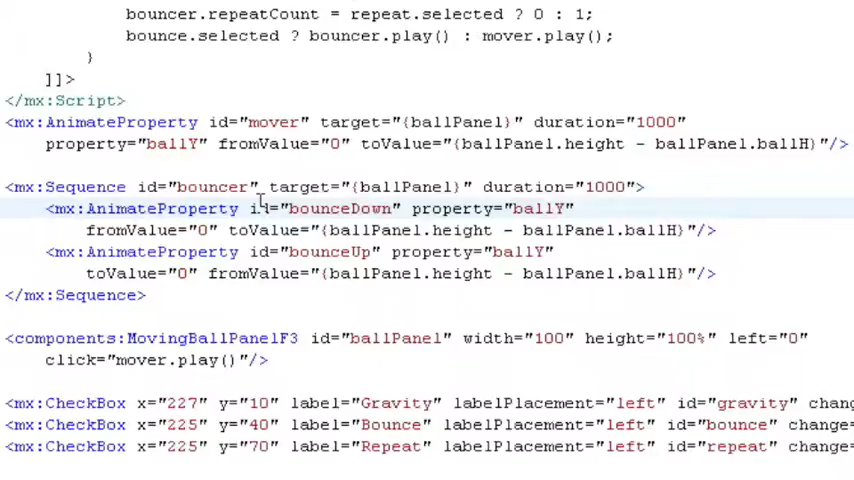 bouncer.repeatCount = repeat.selected ? 0 : 1;
bounce.selected ? bouncer.play() : mover.play();
}
]]>
</mx:Script>
<mx:AnimateProperty id="mover" target="{ballPanel}" duration="1000"
property="ballY" fromValue="0" toValue="{ballPanel.height - ballPanel.ballH}"/>
<mx:Sequence id="bouncer" target="{ballPanel}" duration="1000">
<mx:AnimateProperty id="bounceDown" property="ballY"
fromValue="0" toValue="{ballPanel.height - ballPanel.ballH}"/>
<mx:AnimateProperty id="bounceUp" property="ballY"
toValue="0" fromValue="{ballPanel.height - ballPanel.ballH}"/>
</mx:Sequence>
<components:MovingBallPanelF3 id="ballPanel" width="100" height="100%" left="0"
click="mover.play()"/>
<mx:CheckBox x="227" y="10" label="Gravity" labelPlacement="left" id="gravity" chang
<mx:CheckBox x="225" y="40" label="Bounce" labelPlacement="left" id="bounce" change=
<mx:CheckBox x="225" y="70" label="Repeat" labelPlacement="left" id="repeat" change=